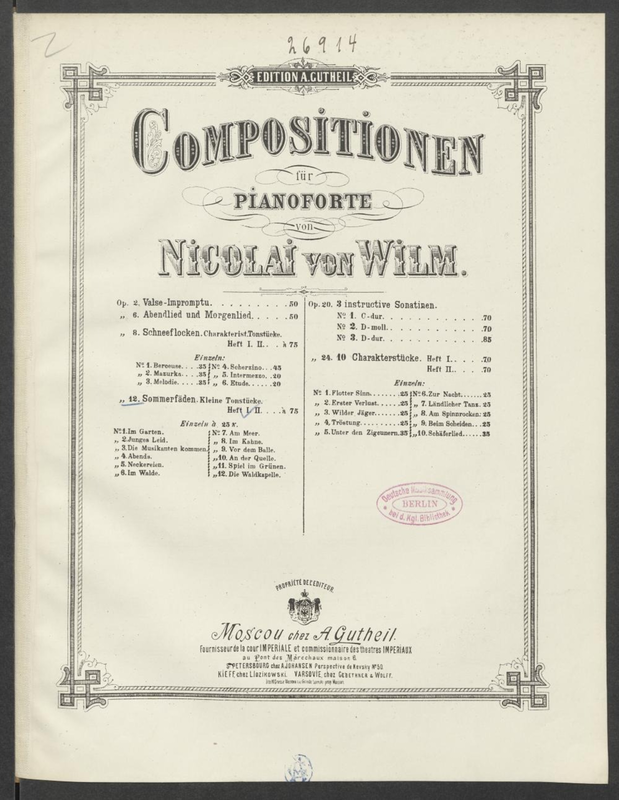 2
26914
EDITION A. GUTHEIL
COMPOSITIONEN
für
PIANOFORTE
von
NICOLAI VON WILM.
Op. 2. Valse-Impromptu. . . . . . . . . .50
„ 6. Abendlied und Morgenlied. . . . .50
„ 8. Schneeflocken. Charakterist. Tonstücke.
Heft I. II. . . à 75
Einzeln:
No 1. Berceuse. . . .35 No 4. Scherzino. . .45
„ 2. Mazurka. . . .35 „ 5. Intermezzo. .20
„ 3. Melodie. . . .25 „ 6. Etude. . . . .20
„ 12. Sommerfäden. Kleine Tonstücke.
Heft I. II. . . à 75
Einzeln à 25 K.
No 1. Im Garten. No 7. Am Meer.
„ 2. Junges Leid. „ 8. Im Kahne.
„ 3. Die Musikanten kommen. „ 9. Vor dem Balle.
„ 4. Abends. „ 10. An der Quelle.
„ 5. Neckereien. „ 11. Spiel im Grünen.
„ 6. Im Walde. „ 12. Die Waldkapelle.
Op. 20. 3 instructive Sonatinen.
No 1. C-dur. . . . . . . . . . .70
No 2. D-moll. . . . . . . . . . .70
No 3. D-dur. . . . . . . . . . .85
„ 24. 10 Charakterstücke. Heft I. . . . .70
Heft II. . . . .70
Einzeln:
No 1. Flotter Sinn. . . . . .25 No 6. Zur Nacht. . . . . .25
„ 2. Erster Verlust. . . . .25 „ 7. Ländlicher Tanz. .25
„ 3. Wilder Jäger. . . . . .25 „ 8. Am Spinnrocken: 25
„ 4. Tröstung. . . . . . . .25 „ 9. Beim Scheiden. . .25
„ 5. Unter den Zigeunern. 35 „ 10. Schäferlied. . . . .35
Deutsche Musiksammlung
BERLIN
bei d. Kgl. Bibliothek
PROPRIÉTÉ DE L'EDITEUR.
Moscou chez A. Gutheil.
Fournisseur de la cour IMPERIALE et commissionnaire des theatres IMPERIAUX
au Pont des Maréchaux maison 6.
St. PETERSBOURG chez A. JOHANSEN Perspective de Nevsky No 50.
KIEFF, chez L. Idzikowski. VARSOVIE, chez GEBETHNER & WOLFF.